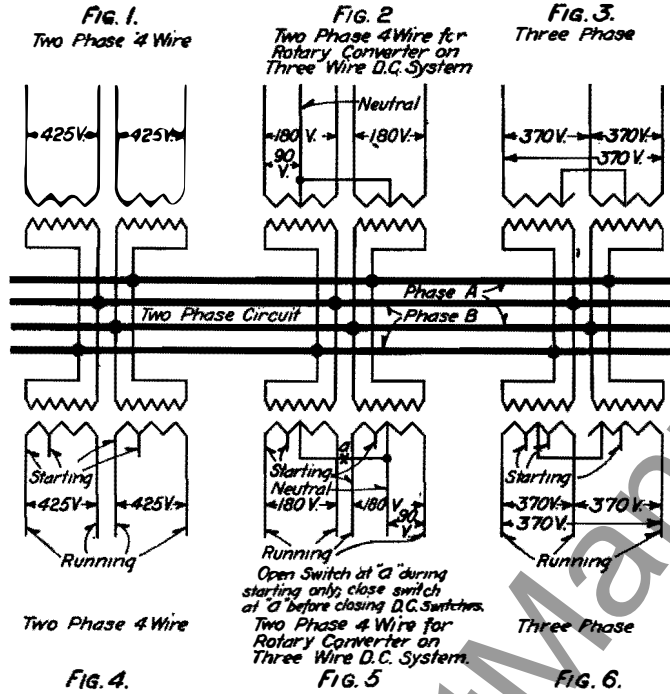 FIG. 1.
Two Phase 4 Wire
FIG. 2
Two Phase 4 Wire for
Rotary Converter on
Three Wire D.C. System
FIG. 3.
Three Phase
425V.
425V.
Neutral
180 V.
180 V.
90
V.
370V.
370V.
370V.
Phase A
Two Phase Circuit
Phase B
Starting
425V.
425V.
Running
Two Phase 4 Wire
FIG. 4.
a
Starting
Neutral
180V.
180V.
90
V.
Running
Open Switch at "a" during
starting only; close switch
at "a" before closing D.C. Switches.
Two Phase 4 Wire for
Rotary Converter on
Three Wire D.C. System.
FIG. 5
Starting
370V.
370V.
370V.
Running
Three Phase
FIG. 6.